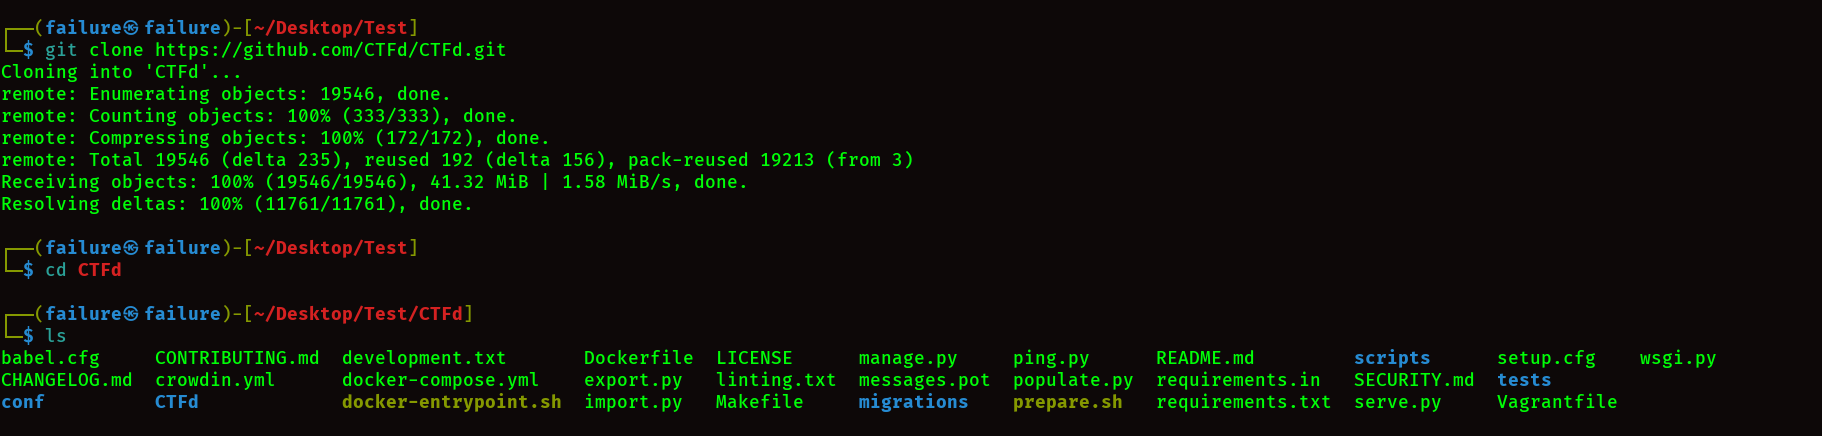 ┌──(failure㉿failure)-[~/Desktop/Test]
└─$ git clone https://github.com/CTFd/CTFd.git
Cloning into 'CTFd'...
remote: Enumerating objects: 19546, done.
remote: Counting objects: 100% (333/333), done.
remote: Compressing objects: 100% (172/172), done.
remote: Total 19546 (delta 235), reused 192 (delta 156), pack-reused 19213 (from 3)
Receiving objects: 100% (19546/19546), 41.32 MiB | 1.58 MiB/s, done.
Resolving deltas: 100% (11761/11761), done.
┌──(failure㉿failure)-[~/Desktop/Test]
└─$ cd CTFd
┌──(failure㉿failure)-[~/Desktop/Test/CTFd]
└─$ ls
babel.cfg     CONTRIBUTING.md  development.txt       Dockerfile  LICENSE      manage.py     ping.py      README.md         scripts      setup.cfg    wsgi.py
CHANGELOG.md  crowdin.yml      docker-compose.yml    export.py   linting.txt  messages.pot  populate.py  requirements.in   SECURITY.md  tests
conf          CTFd             docker-entrypoint.sh  import.py   Makefile     migrations    prepare.sh   requirements.txt  serve.py     Vagrantfile